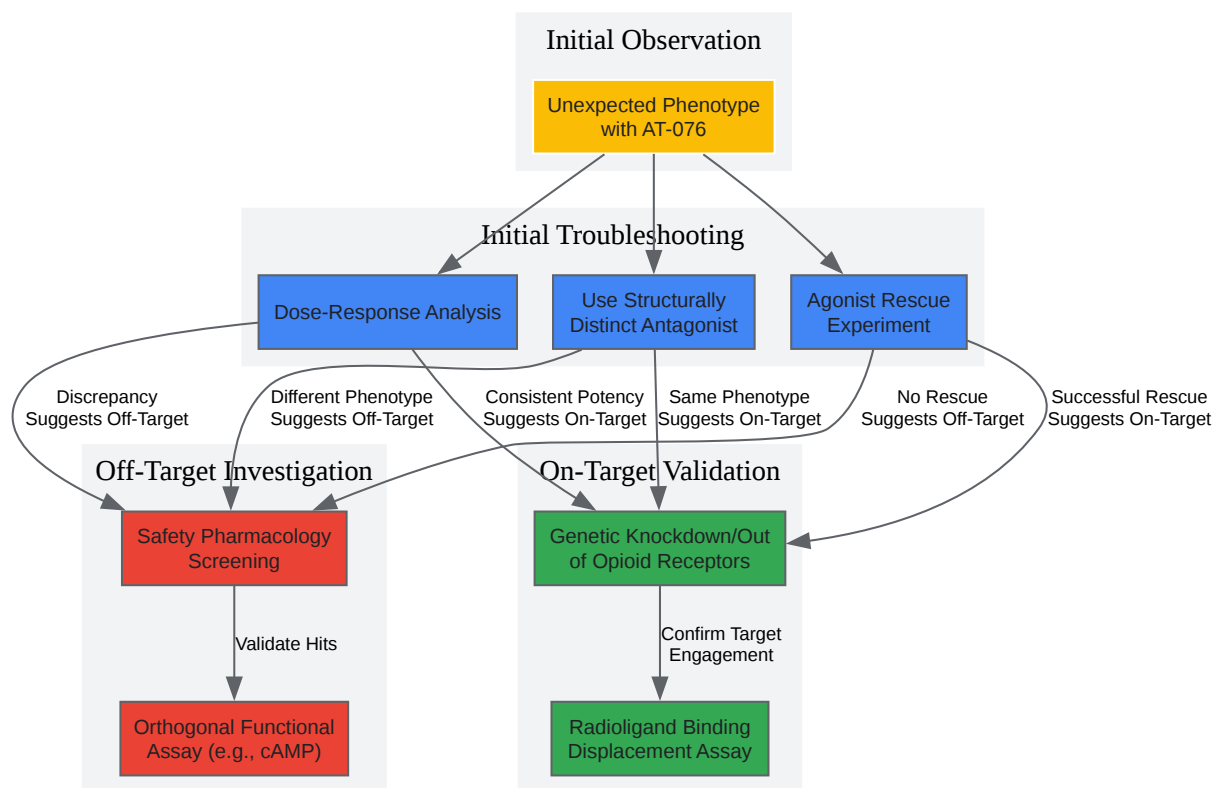 Initial Observation
Unexpected Phenotype
with AT-076
Initial Troubleshooting
Dose-Response Analysis
Use Structurally
Distinct Antagonist
Agonist Rescue
Experiment
Discrepancy
Suggests Off-Target
Different Phenotype
Suggests Off-Target
Consistent Potency
Suggests On-Target
Same Phenotype
Suggests On-Target
No Rescue
Suggests Off-Target
Successful Rescue
Suggests On-Target
Off-Target Investigation
On-Target Validation
Safety Pharmacology
Screening
Genetic Knockdown/Out
of Opioid Receptors
Validate Hits
Confirm Target
Engagement
Orthogonal Functional
Assay (e.g., cAMP)
Radioligand Binding
Displacement Assay